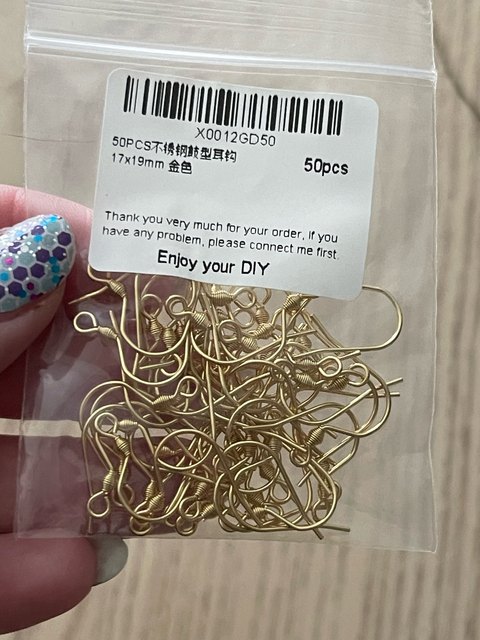 X0012GD50
50PCS不锈钢鼓型耳钩
17x19mm 金色
50pcs
Thank you very much for your order, If you
have any problem, please connect me first.
Enjoy your DIY